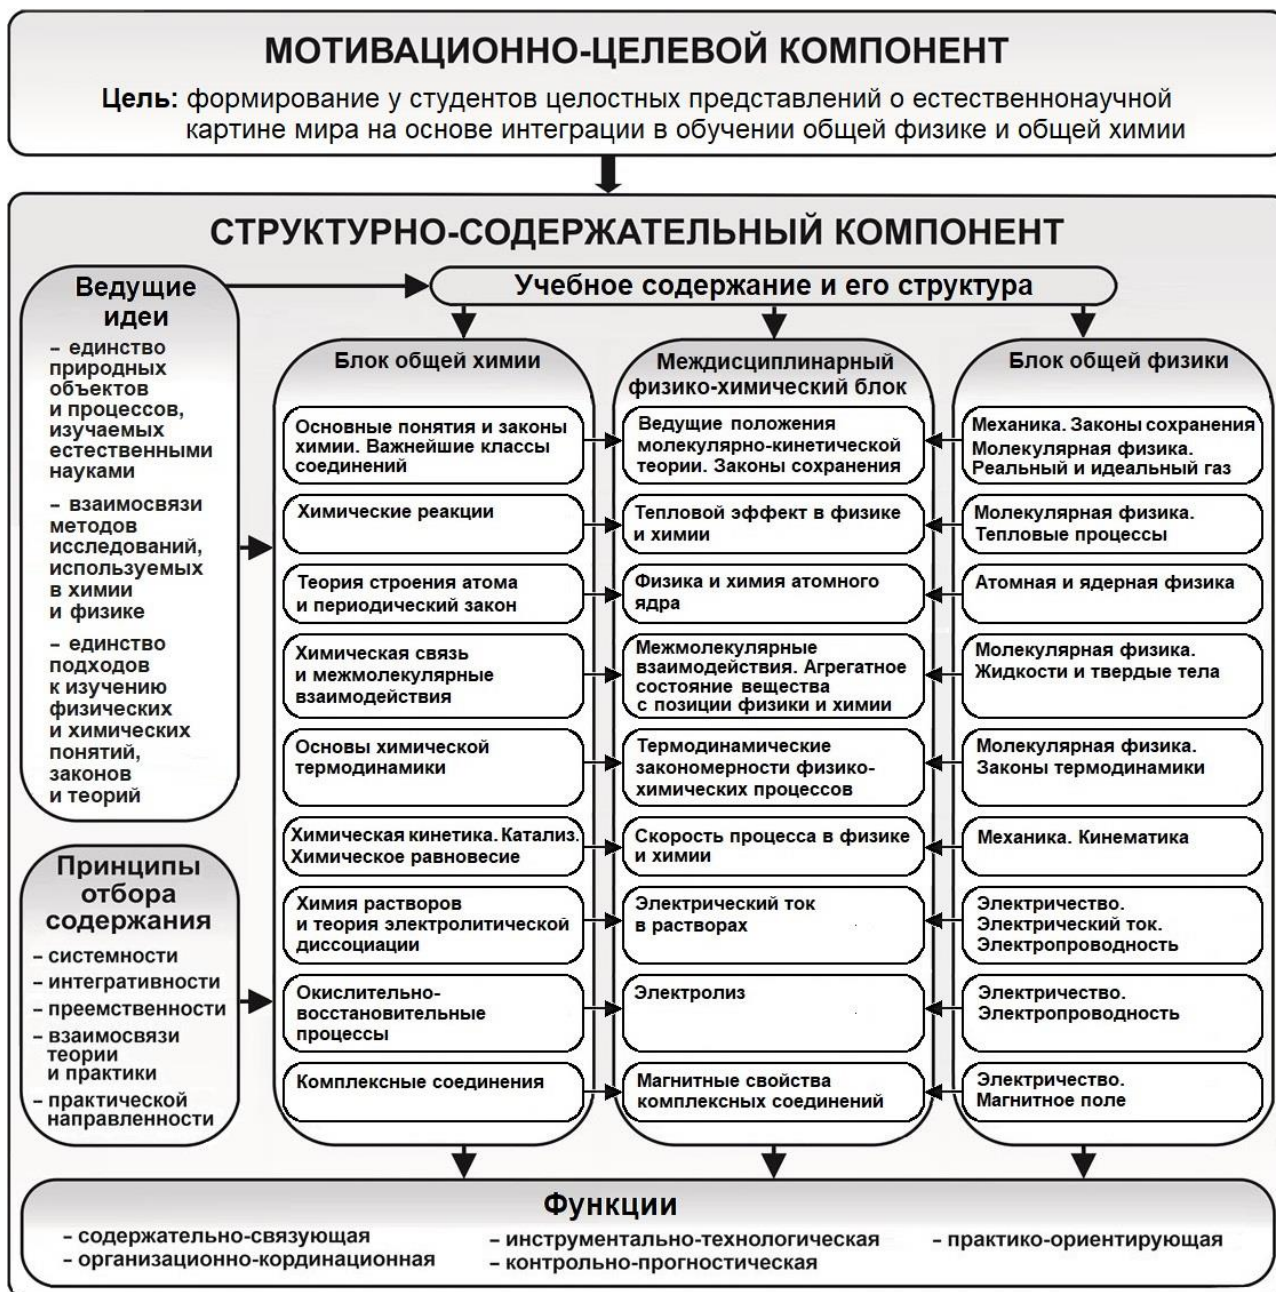 МОТИВАЦИОННО-ЦЕЛЕВОЙ КОМПОНЕНТ
Цель: формирование у студентов целостных представлений о естественнонаучной
картине мира на основе интеграции в обучении общей физике и общей химии
СТРУКТУРНО-СОДЕРЖАТЕЛЬНЫЙ КОМПОНЕНТ
Ведущие
идеи
– единство
природных
объектов
и процессов,
изучаемых
естественными
науками
– взаимосвязи
методов
исследований,
используемых
в химии
и физике
– единство
подходов
к изучению
физических
и химических
понятий,
законов
и теорий
Принципы
отбора
содержания
– системности
– интегративности
– преемственности
– взаимосвязи
теории
и практики
– практической
направленности
Учебное содержание и его структура
Блок общей химии
Основные понятия и законы
химии. Важнейшие классы
соединений
Химические реакции
Теория строения атома
и периодический закон
Химическая связь
и межмолекулярные
взаимодействия
Основы химической
термодинамики
Химическая кинетика. Катализ.
Химическое равновесие
Химия растворов
и теория электролитической
диссоциации
Окислительно-
восстановительные
процессы
Комплексные соединения
Междисциплинарный
физико-химический блок
Ведущие положения
молекулярно-кинетической
теории. Законы сохранения
Тепловой эффект в физике
и химии
Физика и химия атомного
ядра
Межмолекулярные
взаимодействия. Агрегатное
состояние вещества
с позиции физики и химии
Термодинамические
закономерности физико-
химических процессов
Скорость процесса в физике
и химии
Электрический ток
в растворах
Электролиз
Магнитные свойства
комплексных соединений
Блок общей физики
Механика. Законы сохранения
Молекулярная физика.
Реальный и идеальный газ
Молекулярная физика.
Тепловые процессы
Атомная и ядерная физика
Молекулярная физика.
Жидкости и твердые тела
Молекулярная физика.
Законы термодинамики
Механика. Кинематика
Электричество.
Электрический ток.
Электропроводность
Электричество.
Электропроводность
Электричество.
Магнитное поле
Функции
– содержательно-связующая
– организационно-кординационная
– инструментально-технологическая
– контрольно-прогностическая
– практико-ориентирующая